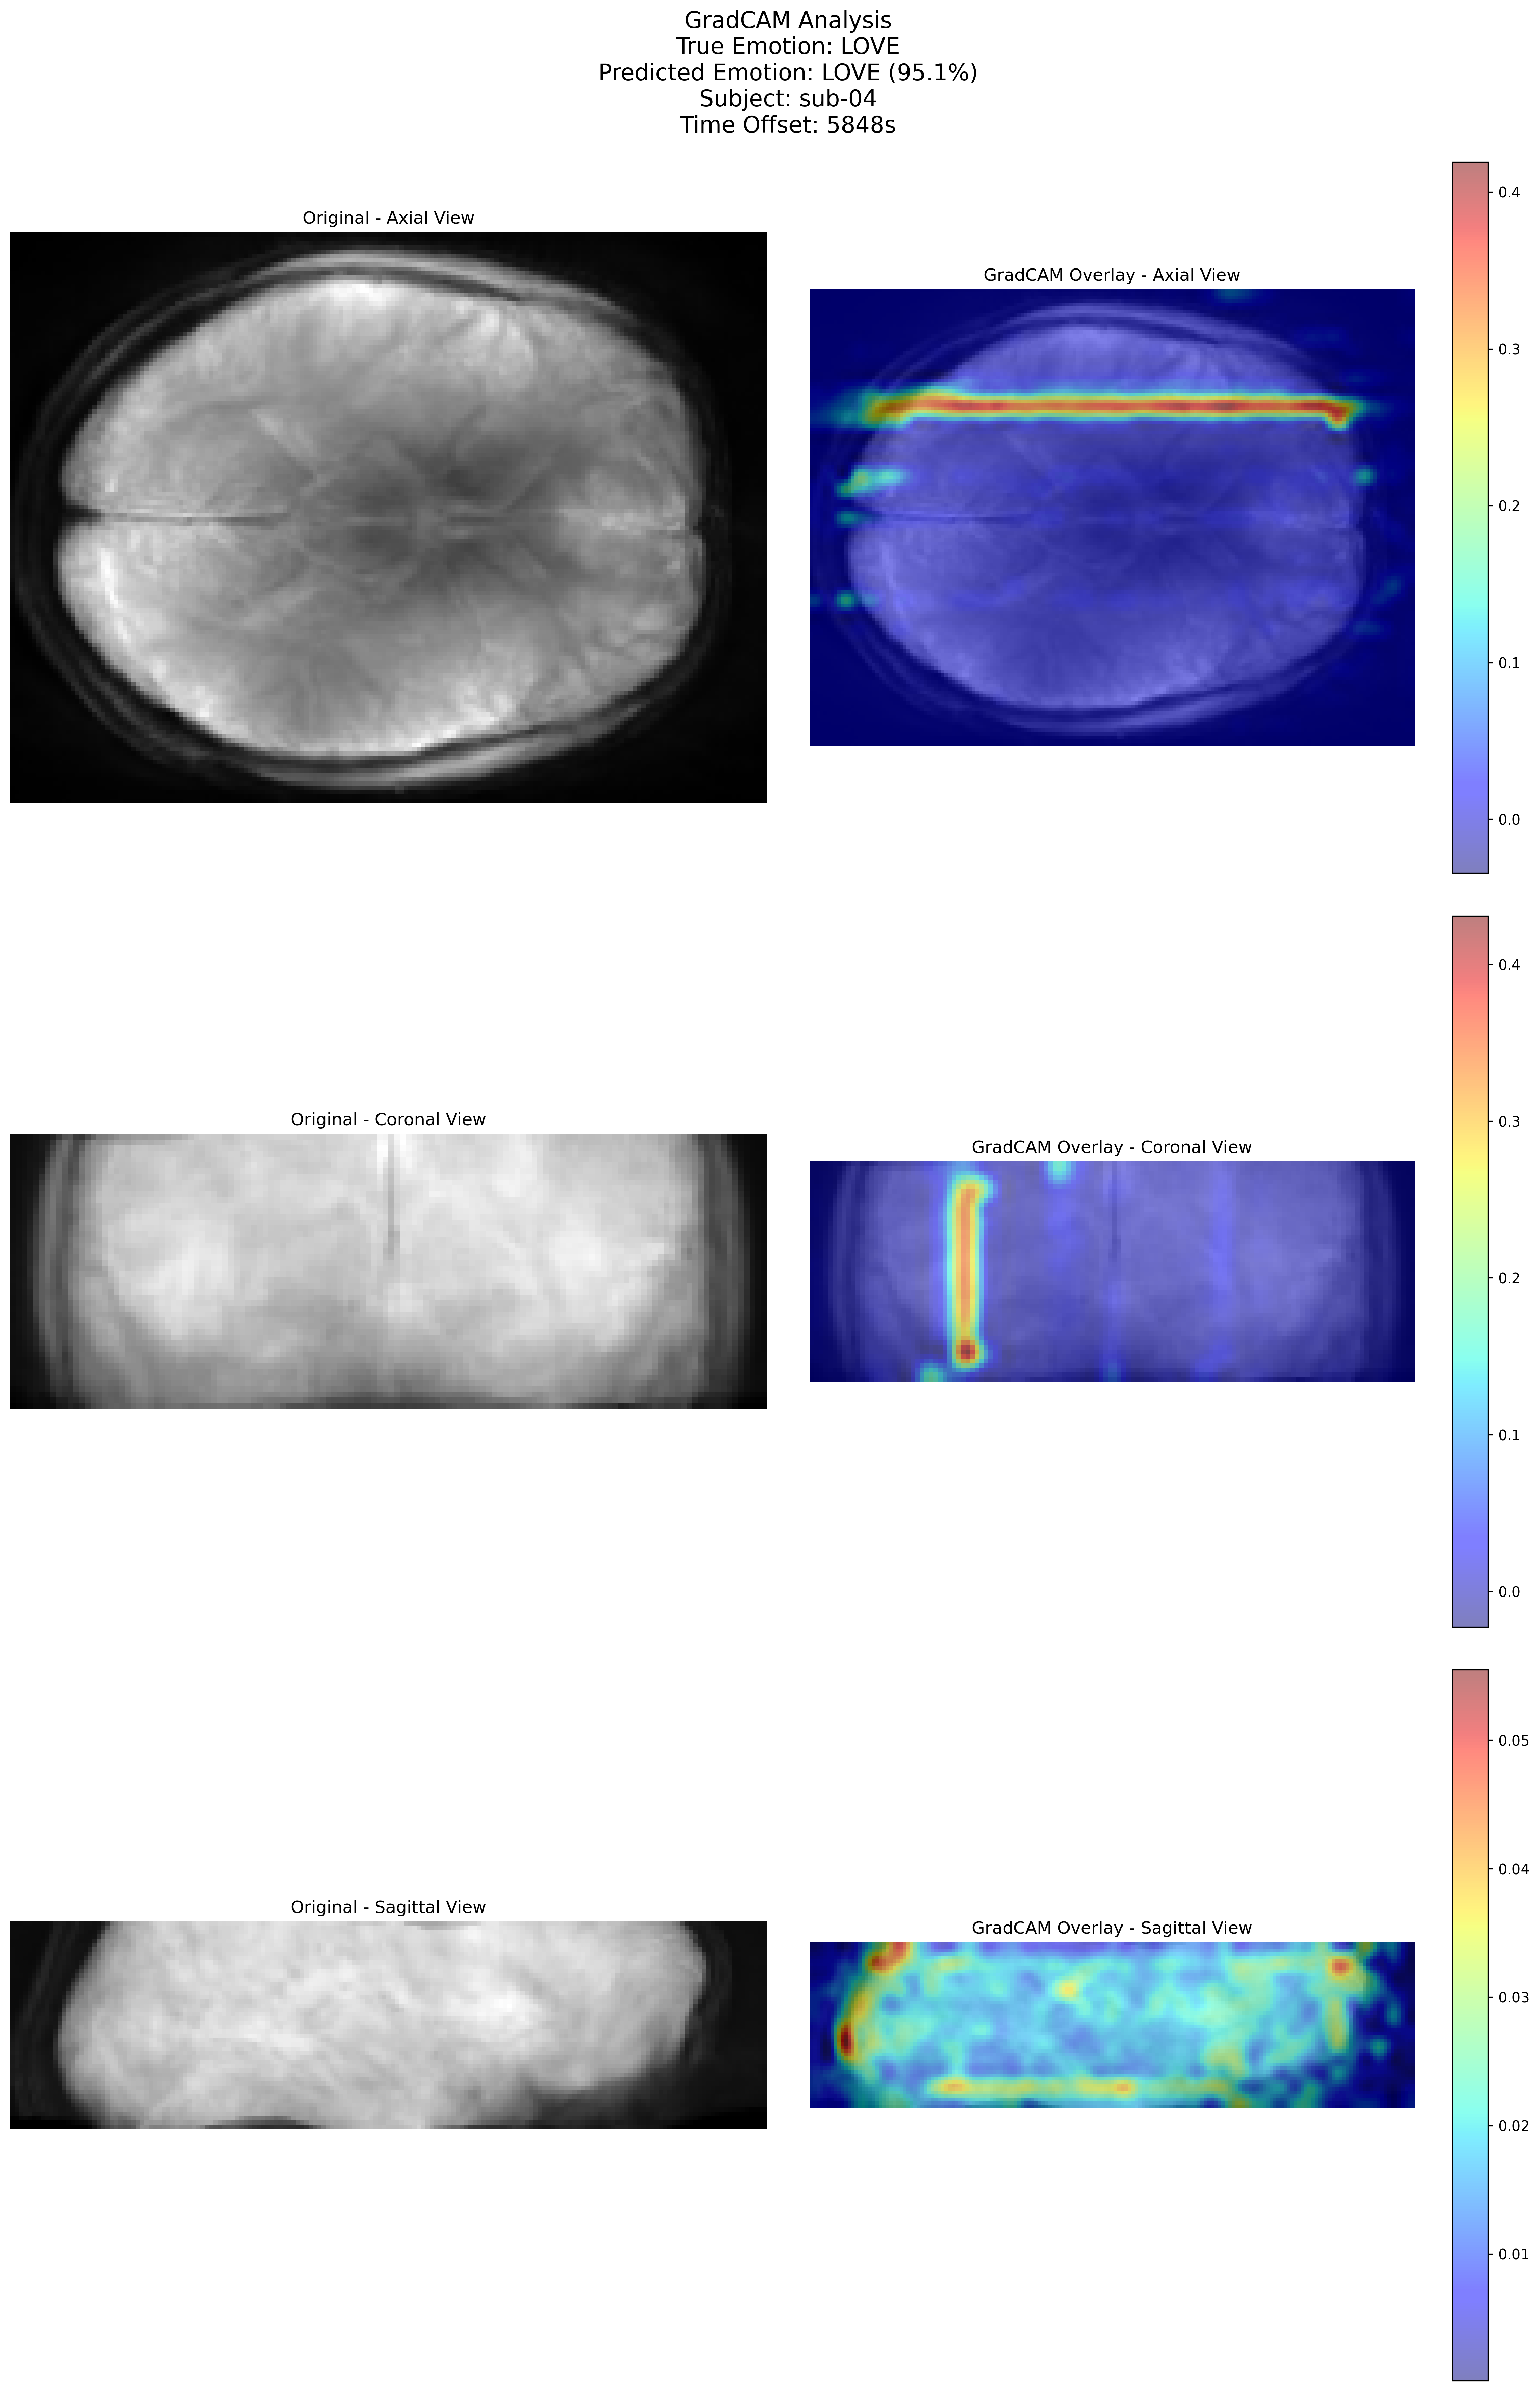 GradCAM Analysis
True Emotion: LOVE
Predicted Emotion: LOVE (95.1%)
Subject: sub-04
Time Offset: 5848s
Original - Axial View
GradCAM Overlay - Axial View
0.4
0.3
0.2
0.1
0.0
Original - Coronal View
GradCAM Overlay - Coronal View
0.4
0.3
0.2
0.1
0.0
Original - Sagittal View
GradCAM Overlay - Sagittal View
0.05
0.04
0.03
0.02
0.01